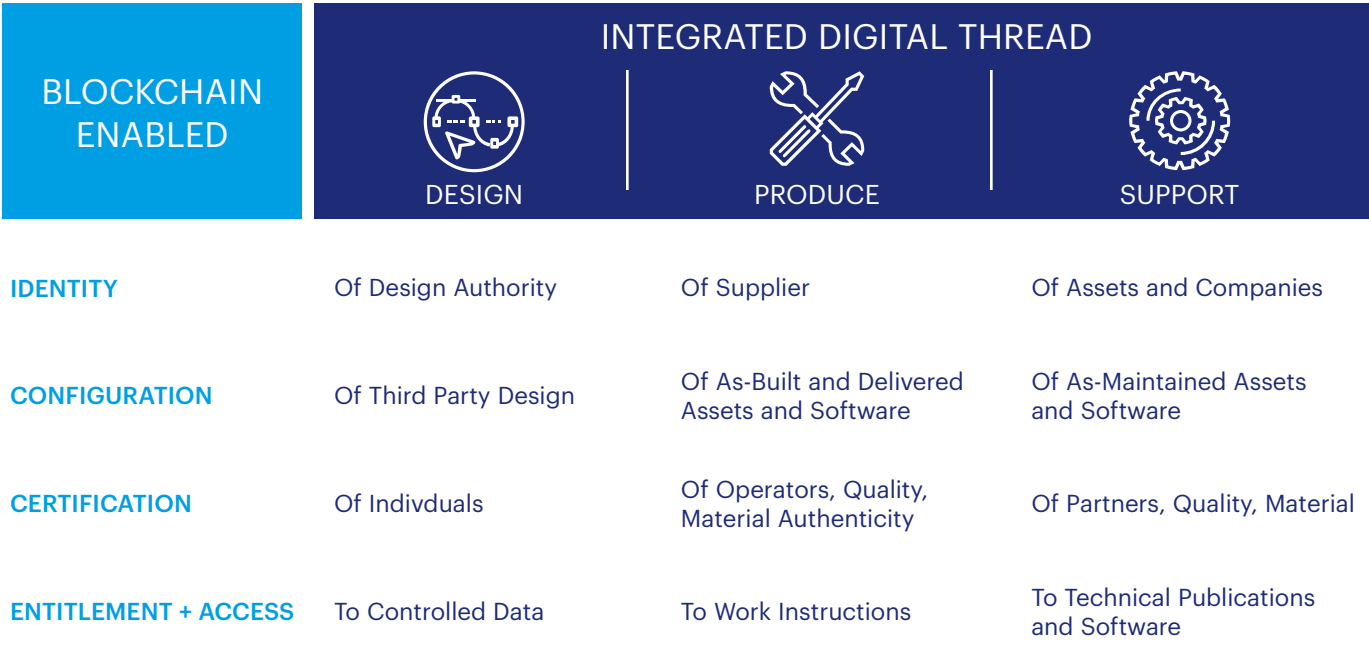 BLOCKCHAIN
ENABLED
INTEGRATED DIGITAL THREAD
DESIGN
PRODUCE
SUPPORT
IDENTITY
Of Design Authority
Of Supplier
Of Assets and Companies
CONFIGURATION
Of Third Party Design
Of As-Built and Delivered
Assets and Software
Of As-Maintained Assets
and Software
CERTIFICATION
Of Indivduals
Of Operators, Quality,
Material Authenticity
Of Partners, Quality, Material
ENTITLEMENT + ACCESS
To Controlled Data
To Work Instructions
To Technical Publications
and Software